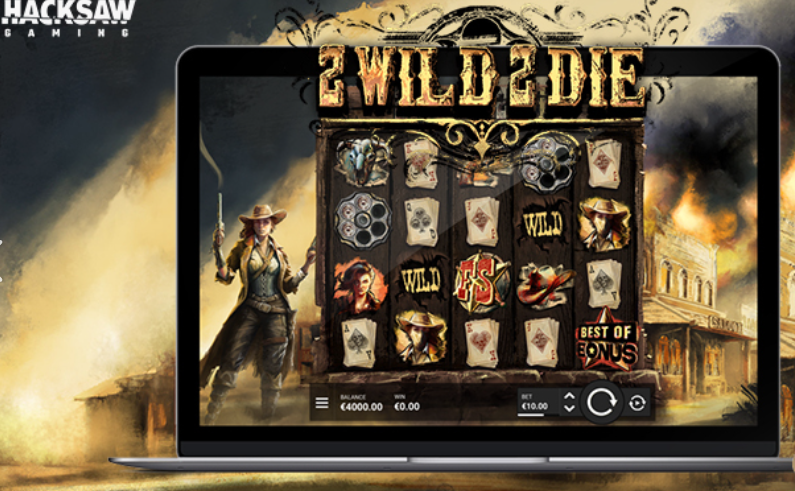 HACKSAW
GAMING
2 WILD 2 DIE
WILD
WILD
FS
BEST OF
BONUS
BALANCE
€4000.00
WIN
€0.00
BET
€10.00